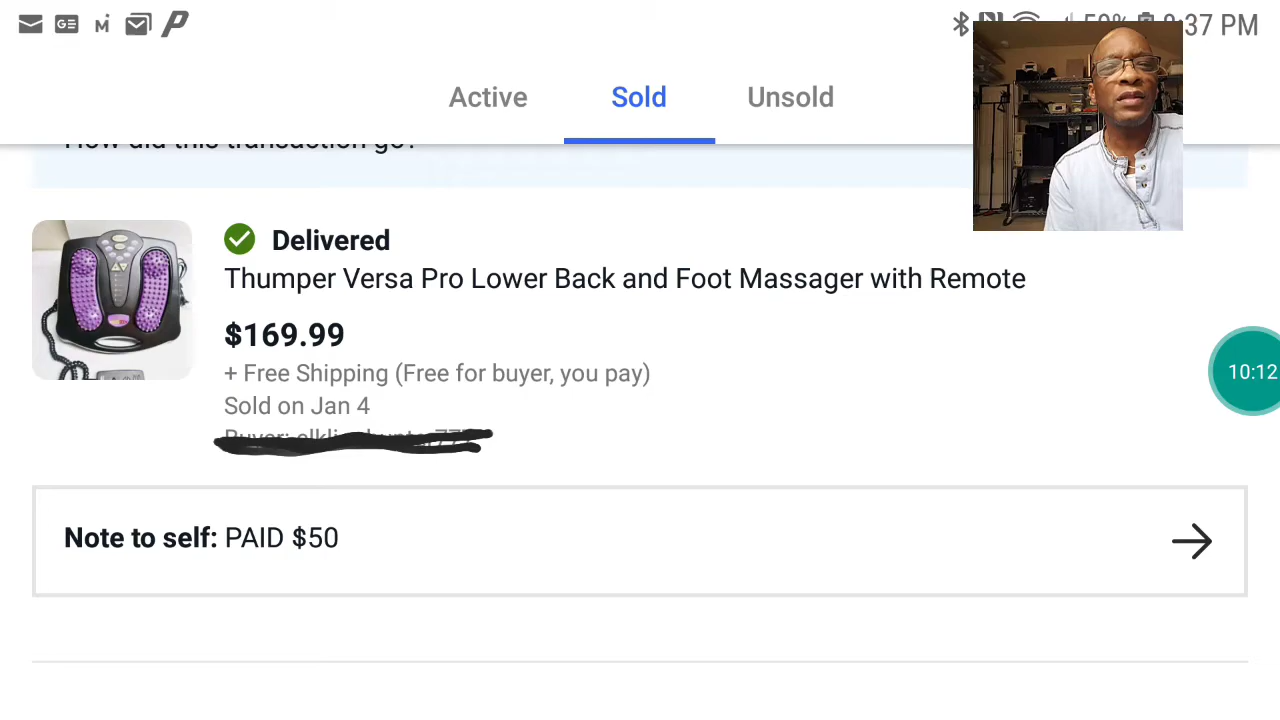 37 PM
Active
Sold
Unsold
How did this transaction go?
Delivered
Thumper Versa Pro Lower Back and Foot Massager with Remote
$169.99
+ Free Shipping (Free for buyer, you pay)
Sold on Jan 4
10:12
Note to self: PAID $50